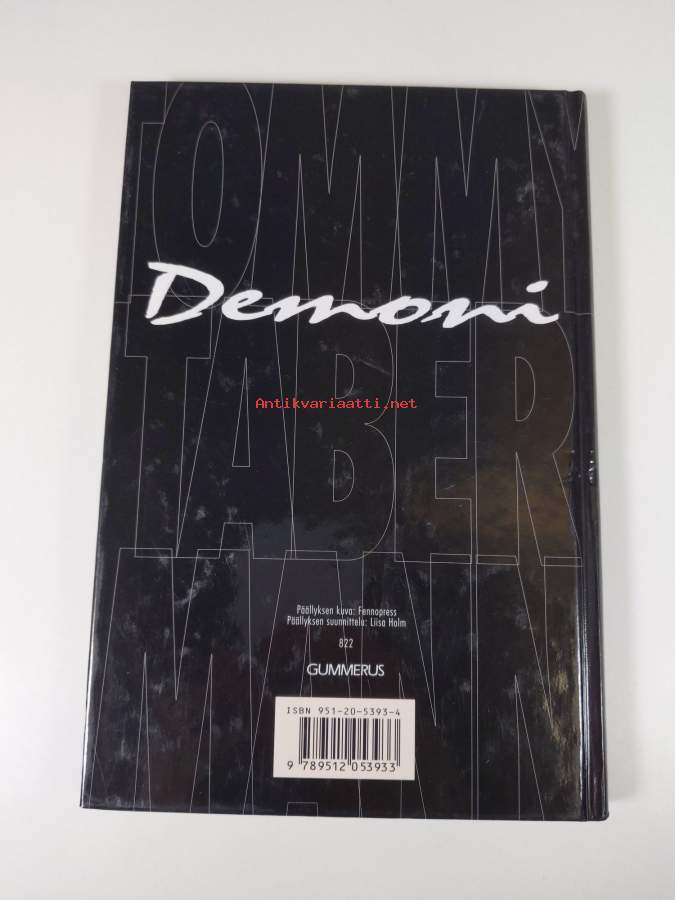 TOMMY
Demoni
TABER
Antikvariaatti.net
MANN
Päällyksen kuva: Fennopress
Päällyksen suunnittelu: Liisa Holm
822
GUMMERUS
ISBN 951-20-5393-4
9 789512 053933